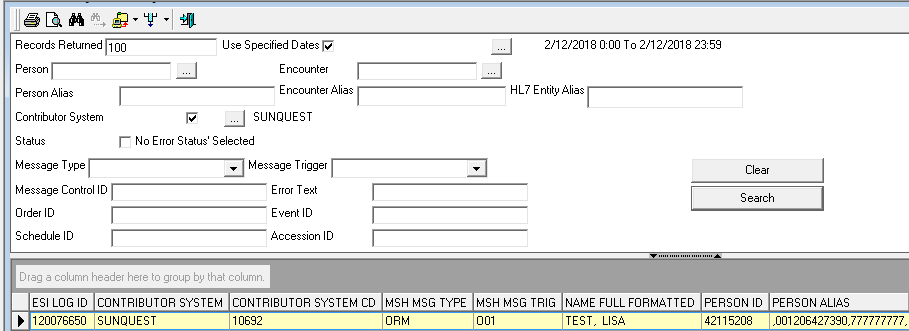 Records Returned 100 Use Specified Dates ... 2/12/2018 0:00 To 2/12/2018 23:59
Person ... Encounter ...
Person Alias Encounter Alias HL7 Entity Alias
Contributor System ... SUNQUEST
Status No Error Status' Selected
Message Type Message Trigger Clear
Message Control ID Error Text Search
Order ID Event ID
Schedule ID Accession ID
Drag a column header here to group by that column.
ESI LOG ID CONTRIBUTOR SYSTEM CONTRIBUTOR SYSTEM CD MSH MSG TYPE MSH MSG TRIG NAME FULL FORMATTED PERSON ID PERSON ALIAS
120076650 SUNQUEST 10692 ORM O01 TEST, LISA 42115208 ,001206427390,777777777,